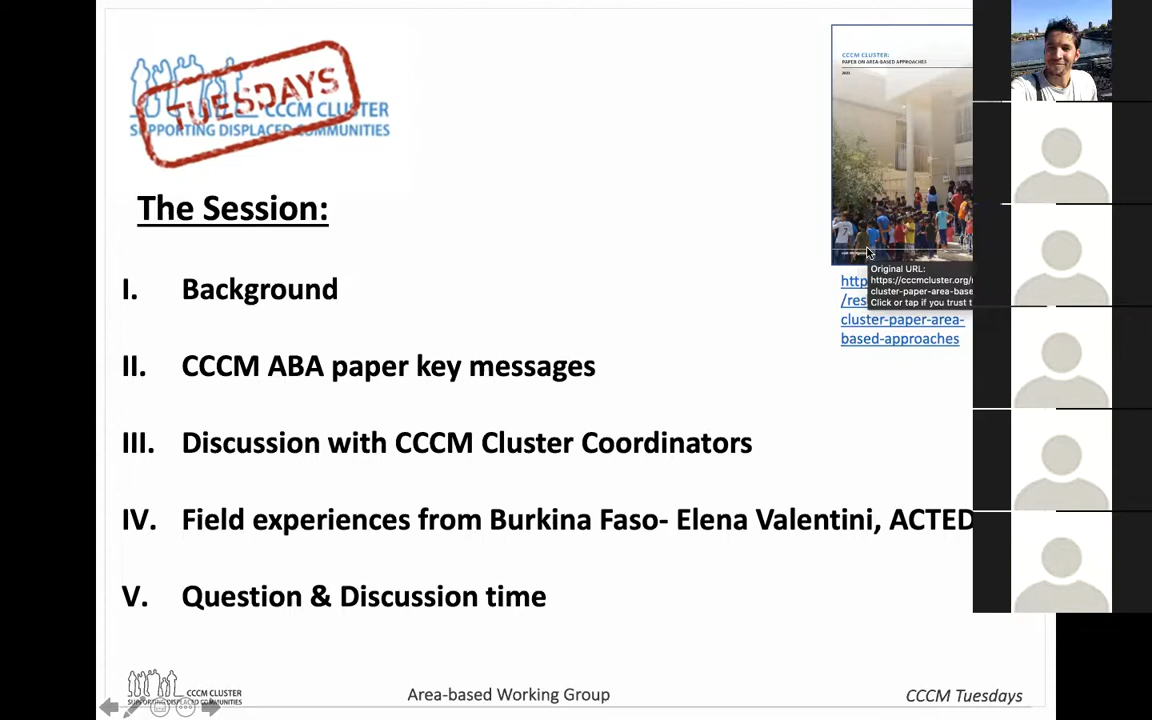 TUESDAYS
CCCM CLUSTER
SUPPORTING DISPLACED COMMUNITIES
CCCM CLUSTER:
PAPER ON AREA-BASED APPROACHES
The Session:
I. Background
II. CCCM ABA paper key messages
III. Discussion with CCCM Cluster Coordinators
IV. Field experiences from Burkina Faso- Elena Valentini, ACTED
V. Question & Discussion time
Original URL:
https://cccmcluster.org/
cluster-paper-area-base
Click or tap if you trust t
http
/res
cluster-paper-area-
based-approaches
CCCM CLUSTER
SUPPORTING DISPLACED COMMUNITIES
Area-based Working Group
CCCM Tuesdays